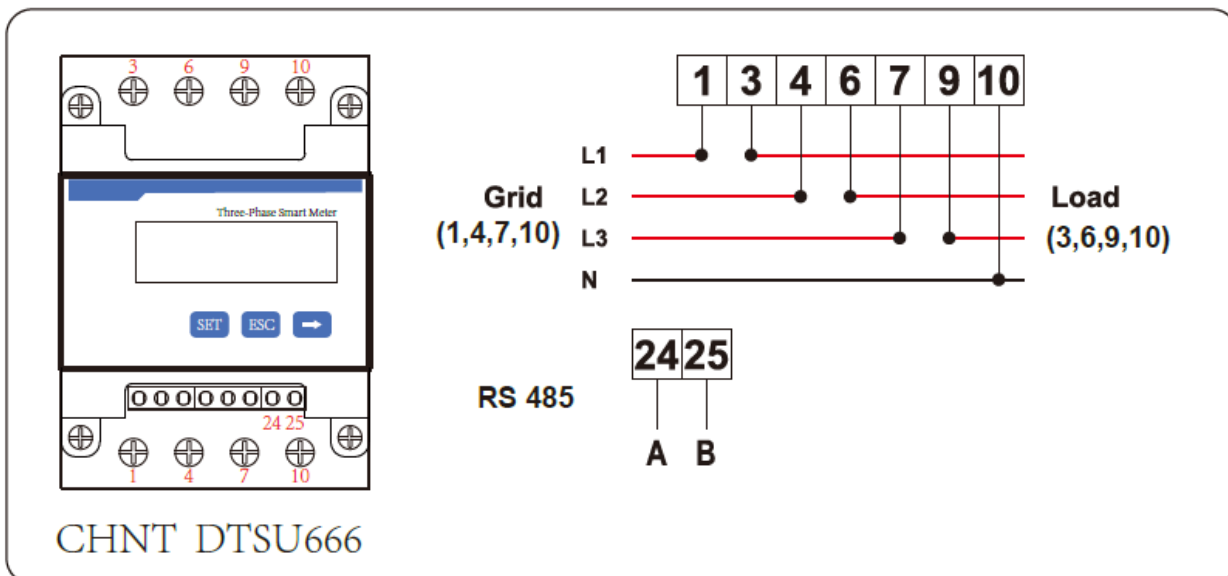 3 6 9 10
Three-Phase Smart Meter
SET ESC
24 25
1 4 7 10
CHNT DTSU666
1 3 4 6 7 9 10
L1
Grid L2 Load
(1,4,7,10) L3 (3,6,9,10)
N
24 25
RS 485
A B